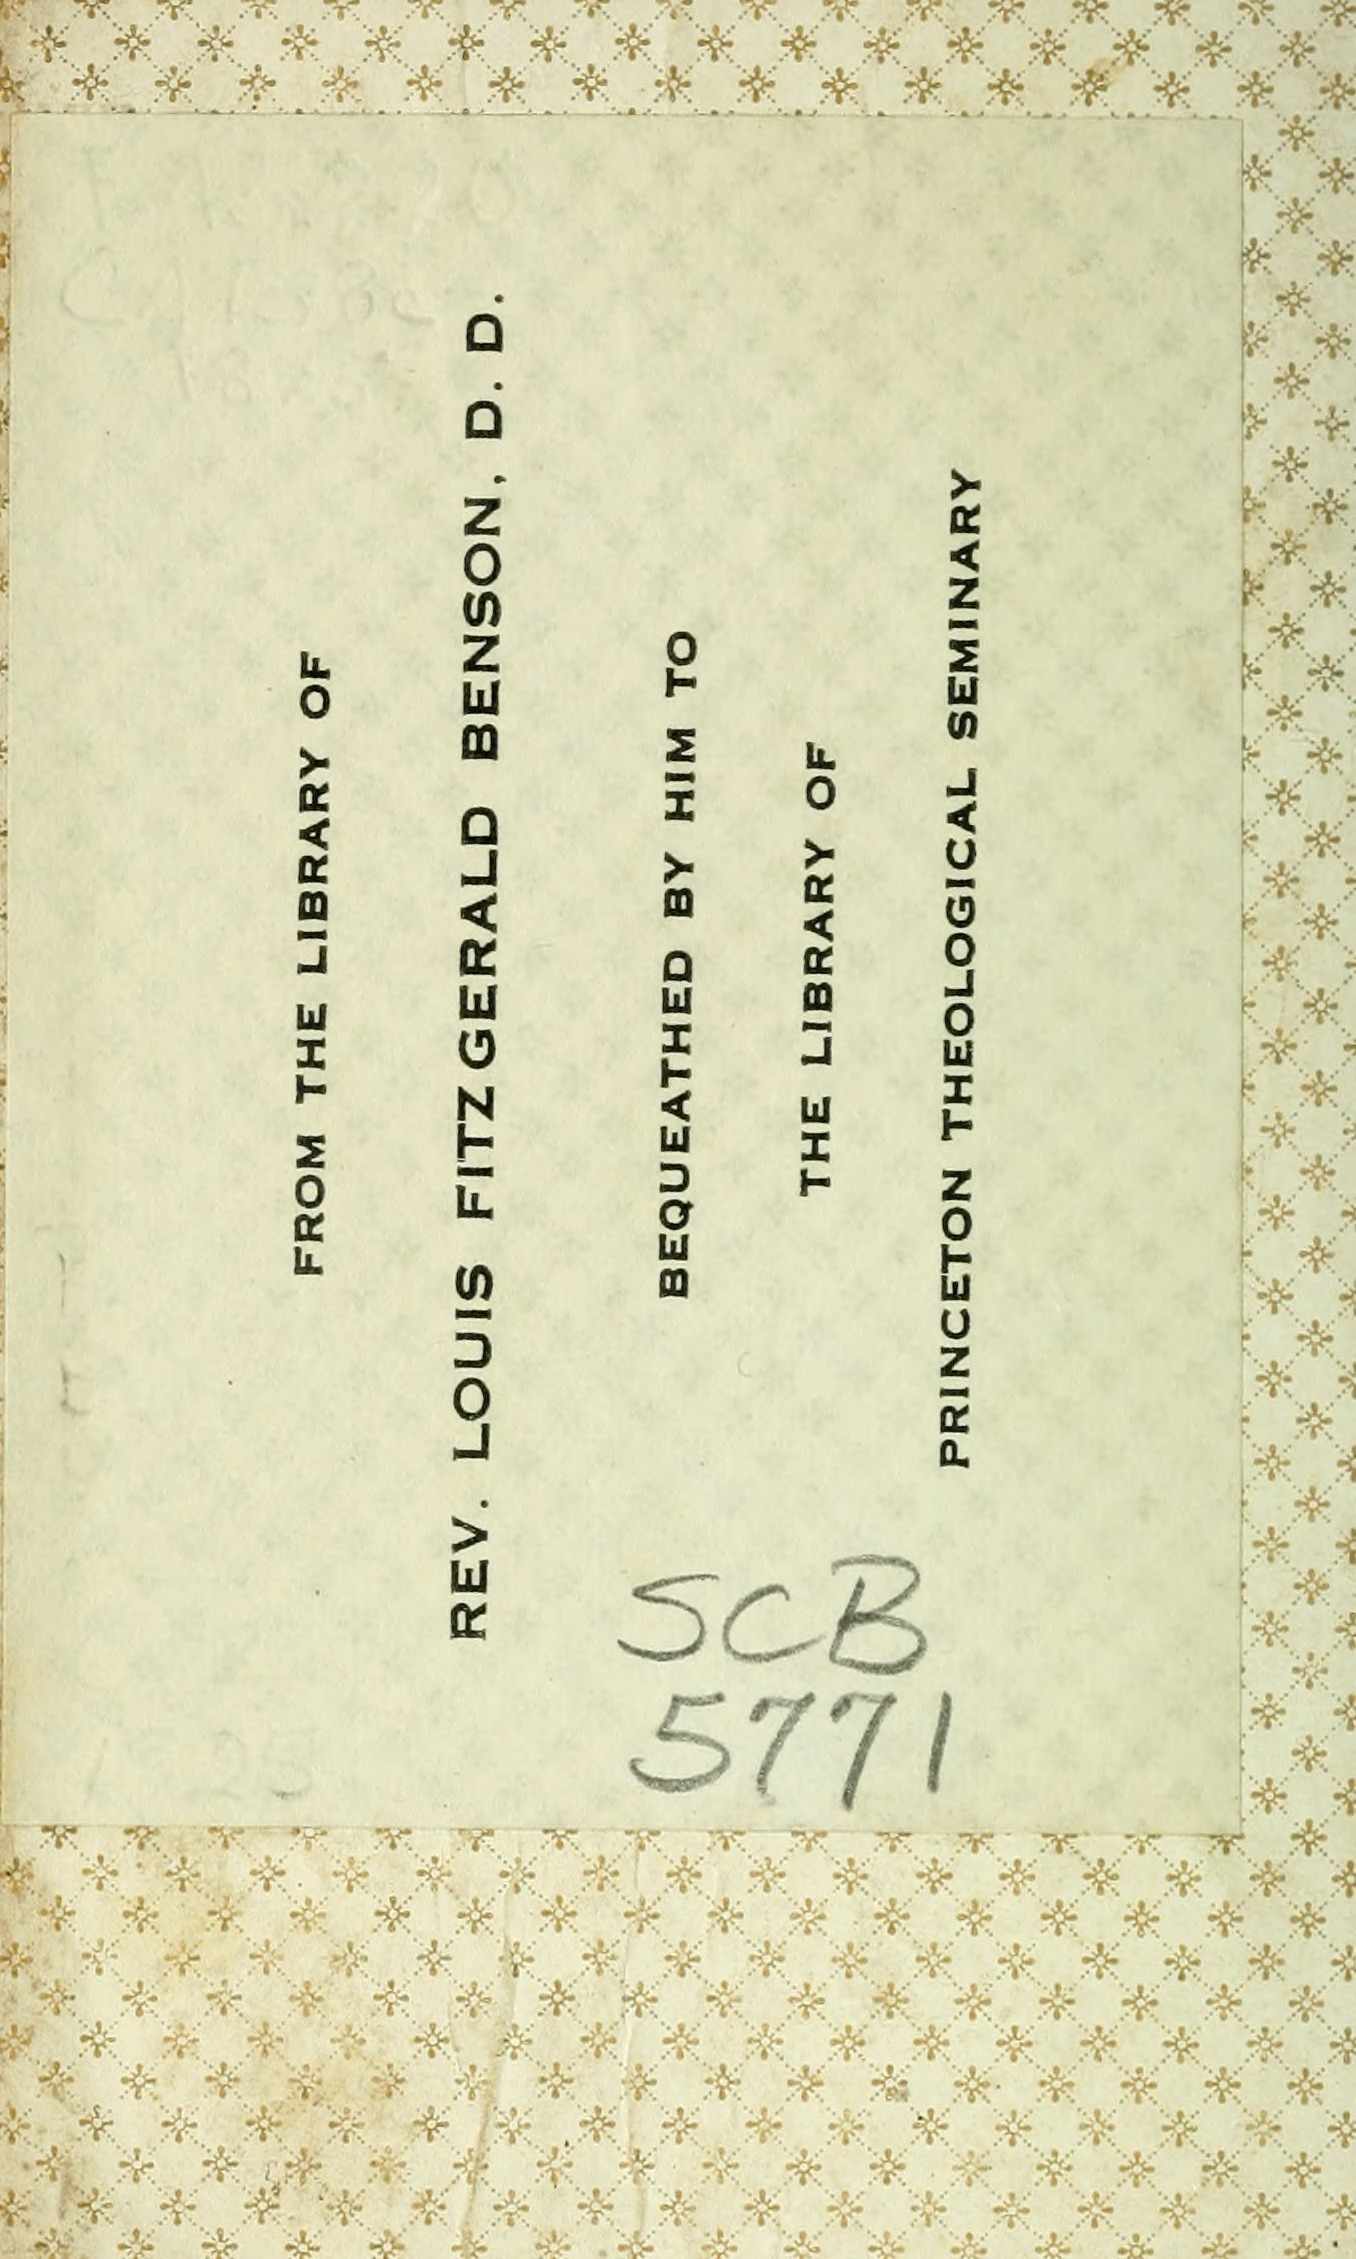 FROM THE LIBRARY OF
REV. LOUIS FITZGERALD BENSON, D. D.
BEQUEATHED BY HIM TO
THE LIBRARY OF
PRINCETON THEOLOGICAL SEMINARY
SCB
5771